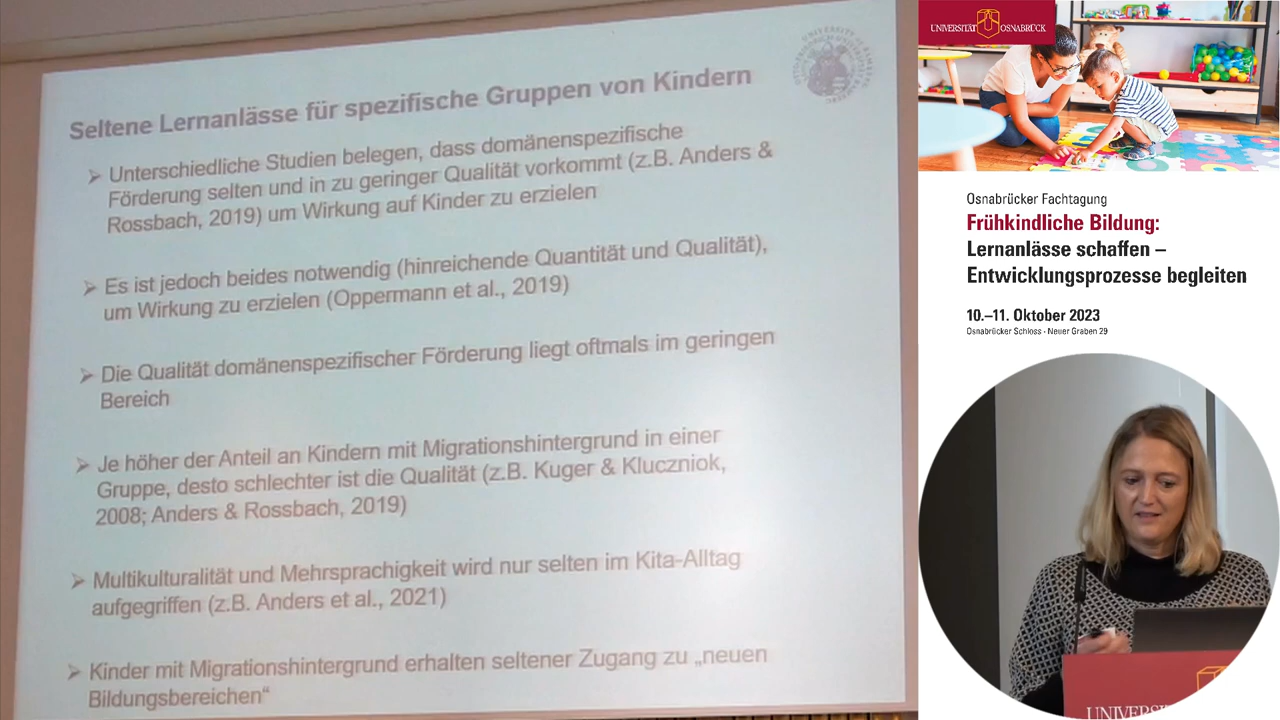 Seltene Lernanlässe für spezifische Gruppen von Kindern
➢ Unterschiedliche Studien belegen, dass domänenspezifische
Förderung selten und in zu geringer Qualität vorkommt (z.B. Anders &
Rossbach, 2019) um Wirkung auf Kinder zu erzielen
➢ Es ist jedoch beides notwendig (hinreichende Quantität und Qualität),
um Wirkung zu erzielen (Oppermann et al., 2019)
➢ Die Qualität domänenspezifischer Förderung liegt oftmals im geringen
Bereich
➢ Je höher der Anteil an Kindern mit Migrationshintergrund in einer
Gruppe, desto schlechter ist die Qualität (z.B. Kuger & Kluczniok,
2008; Anders & Rossbach, 2019)
➢ Multikulturalität und Mehrsprachigkeit wird nur selten im Kita-Alltag
aufgegriffen (z.B. Anders et al., 2021)
➢ Kinder mit Migrationshintergrund erhalten seltener Zugang zu „neuen
Bildungsbereichen“
UNIVERSITÄT OSNABRÜCK
Osnabrücker Fachtagung
Frühkindliche Bildung:
Lernanlässe schaffen –
Entwicklungsprozesse begleiten
10.–11. Oktober 2023
Osnabrücker Schloss · Neuer Graben 29